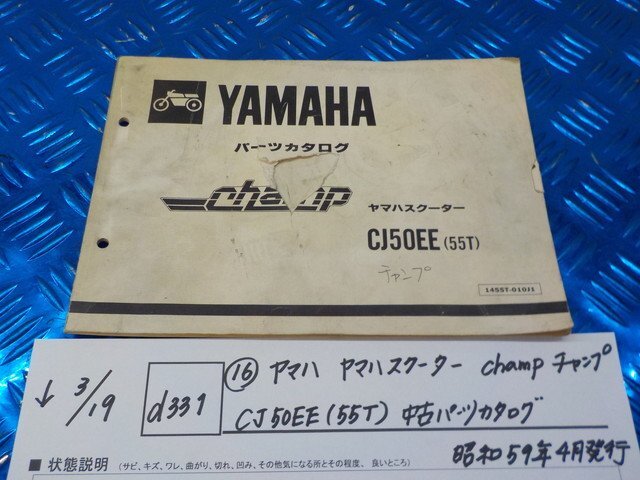 YAMAHA
パーツカタログ
champ
ヤマハスクーター
CJ50EE (55T)
チャンプ
1455T-010J1
↓ 3/19 d331 ⑯ ヤマハ ヤマハスクーター champ チャンプ
CJ50EE(55T) 中古パーツカタログ
昭和59年4月発行
■ 状態説明 (サビ、キズ、ワレ、曲がり、切れ、凹み、その他気になる所とその程度、良いところ)